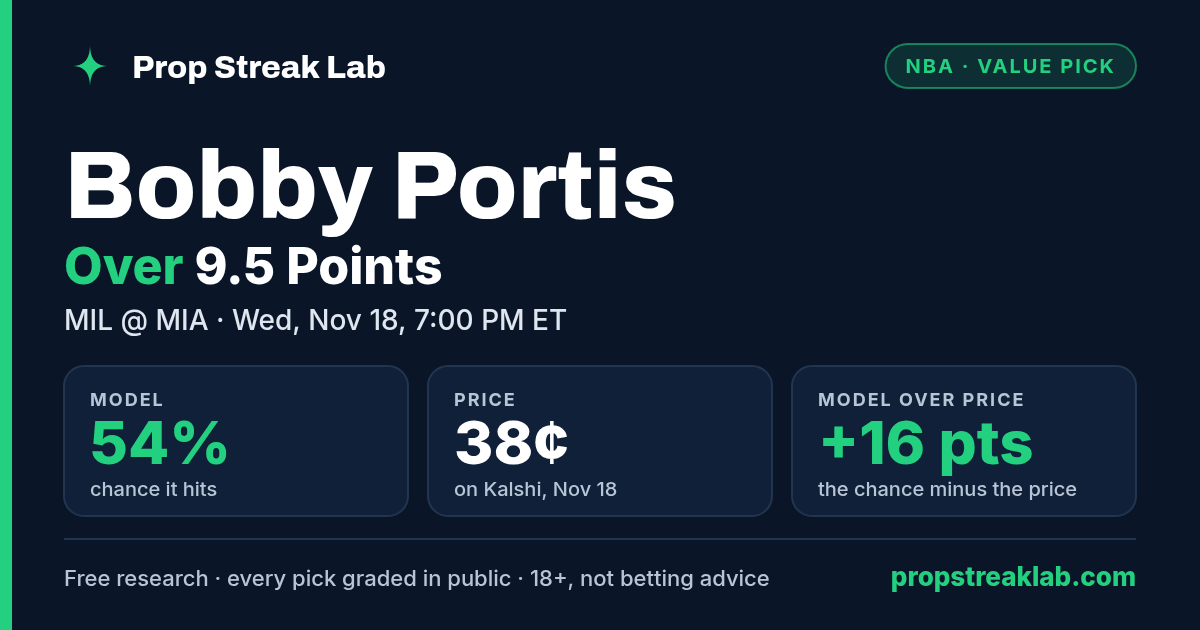 Prop Streak Lab
NBA · VALUE PICK
Bobby Portis
Over 9.5 Points
MIL @ MIA · Wed, Nov 18, 7:00 PM ET
MODEL
54%
chance it hits
PRICE
38¢
on Kalshi, Nov 18
MODEL OVER PRICE
+16 pts
the chance minus the price
Free research · every pick graded in public · 18+, not betting advice
propstreaklab.com